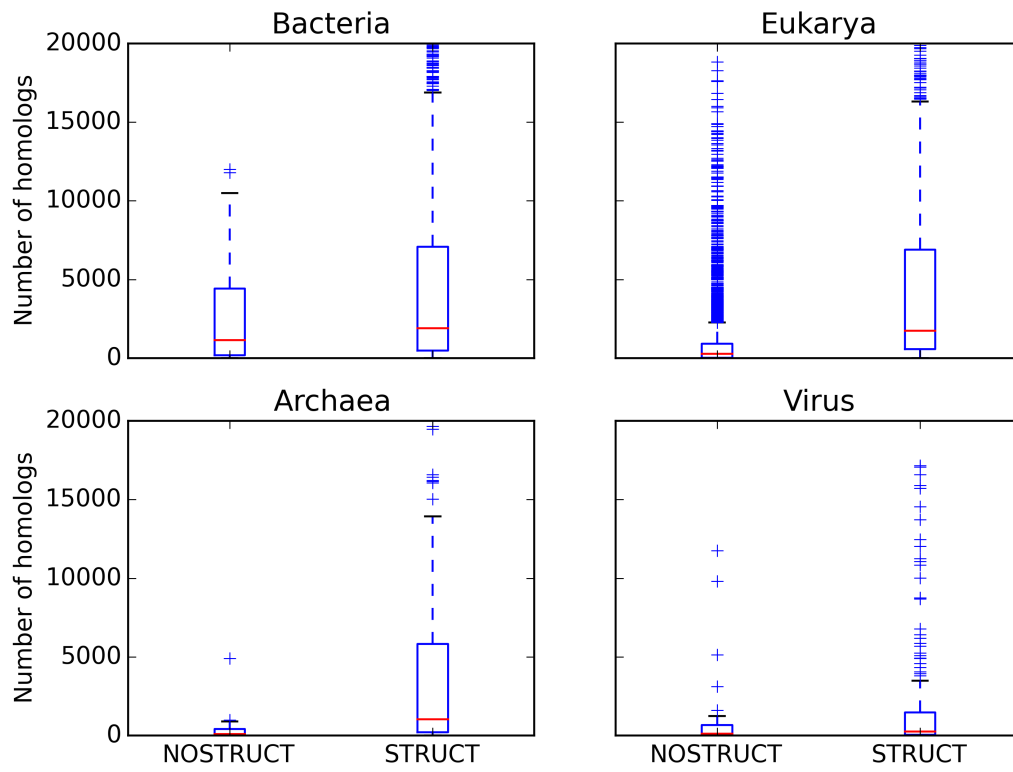 Bacteria
Eukarya
20000
15000
10000
5000
0
Number of homologs
Archaea
Virus
20000
15000
10000
5000
0
Number of homologs
NOSTRUCT STRUCT
NOSTRUCT STRUCT